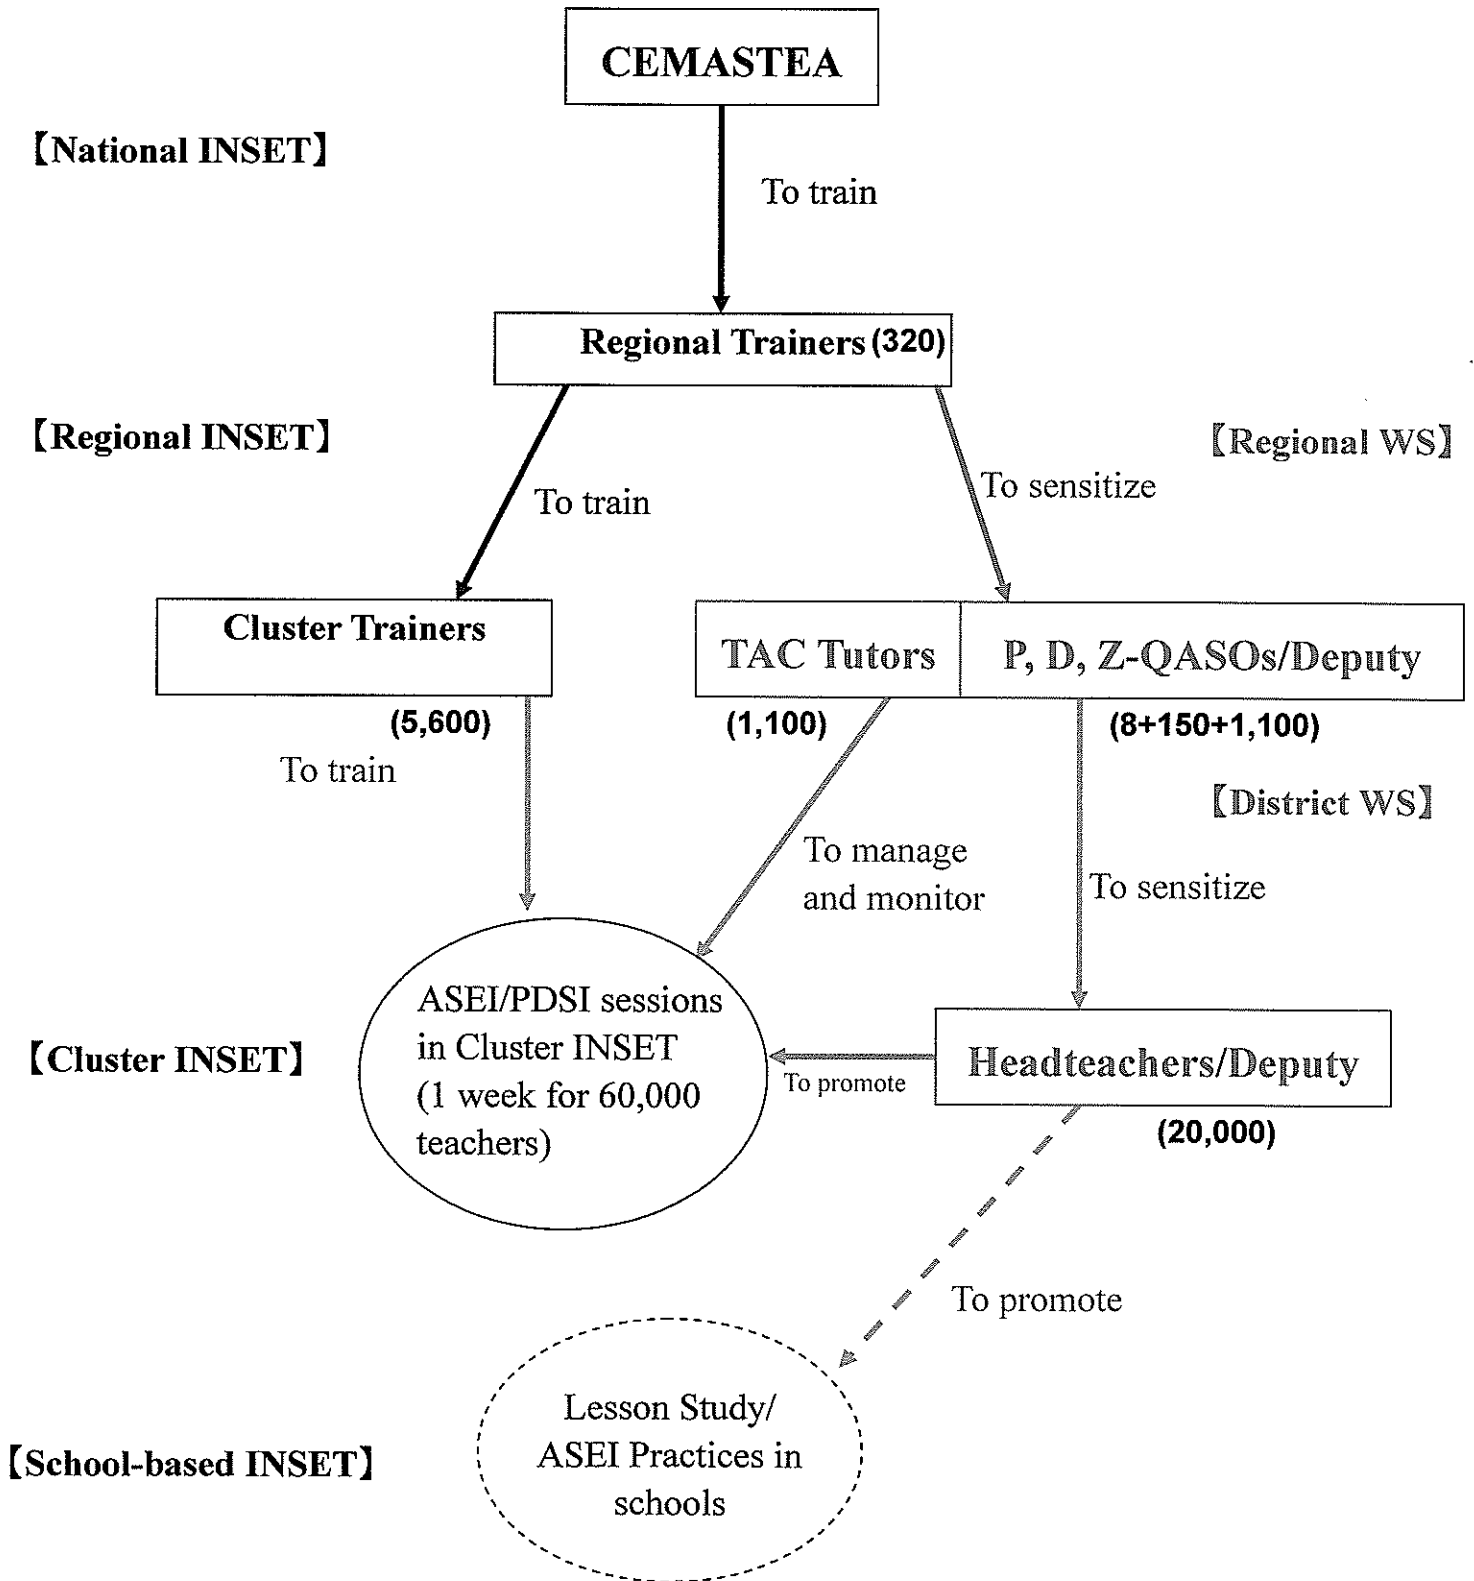 CEMASTEA
【National INSET】
To train
Regional Trainers (320)
【Regional INSET】
【Regional WS】
To sensitize
To train
Cluster Trainers
TAC Tutors
P, D, Z-QASOs/Deputy
(5,600)
(1,100)
(8+150+1,100)
To train
【District WS】
To manage
and monitor
To sensitize
ASEI/PDSI sessions
in Cluster INSET
(1 week for 60,000
teachers)
【Cluster INSET】
To promote
Headteachers/Deputy
(20,000)
To promote
Lesson Study/
ASEI Practices in
schools
【School-based INSET】